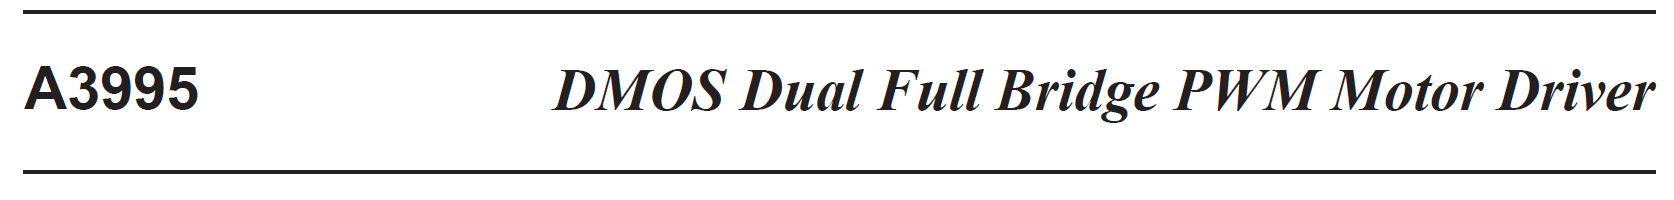 A3995 DMOS Dual Full Bridge PWM Motor Driver